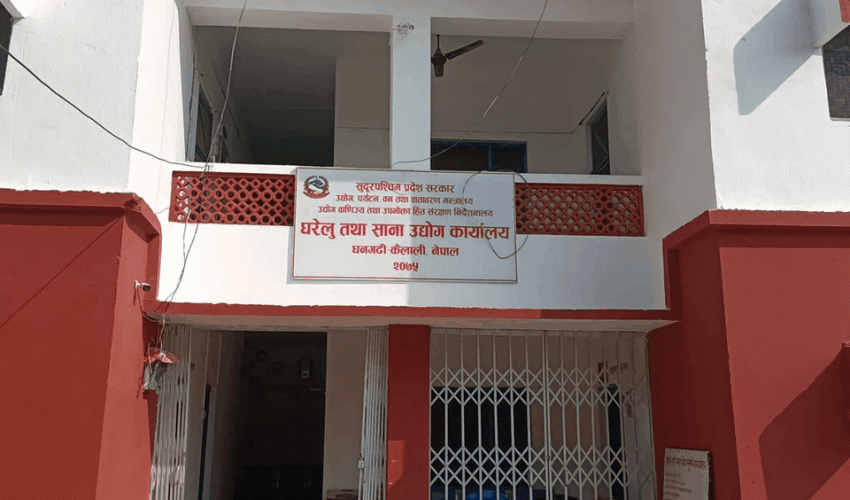 सुदूरपश्चिम प्रदेश सरकार
उद्योग पर्यटन वन तथा वातावरण मन्त्रालय
उद्योग वाणिज्य तथा उपभोक्ता हित संरक्षण निर्देशनालय
घरेलु तथा साना उद्योग कार्यालय
धनगढी-कैलाली, नेपाल
२०७५